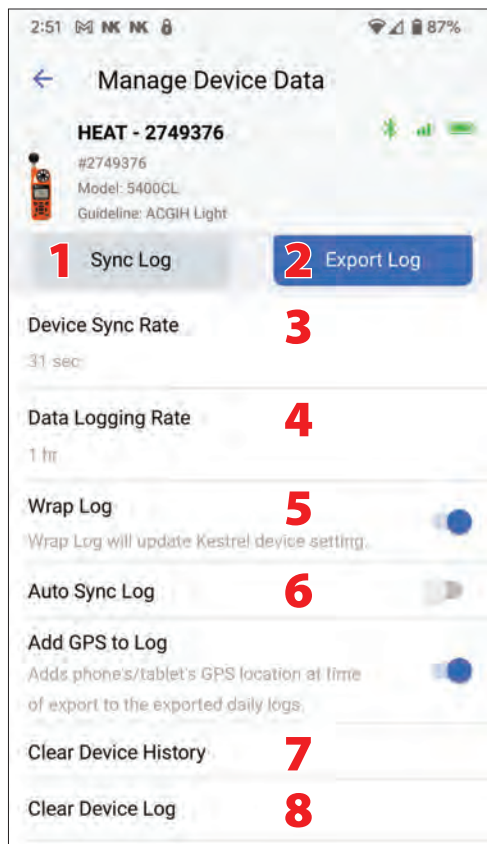 2:51 NK NK 87%
Manage Device Data
HEAT - 2749376
#2749376
Model: 5400CL
Guideline: ACGIH Light
1 Sync Log 2 Export Log
Device Sync Rate 3
31 sec
Data Logging Rate 4
1 hr
Wrap Log 5
Wrap Log will update Kestrel device setting.
Auto Sync Log 6
Add GPS to Log
Adds phone's/tablet's GPS location at time
of export to the exported daily logs.
Clear Device History 7
Clear Device Log 8